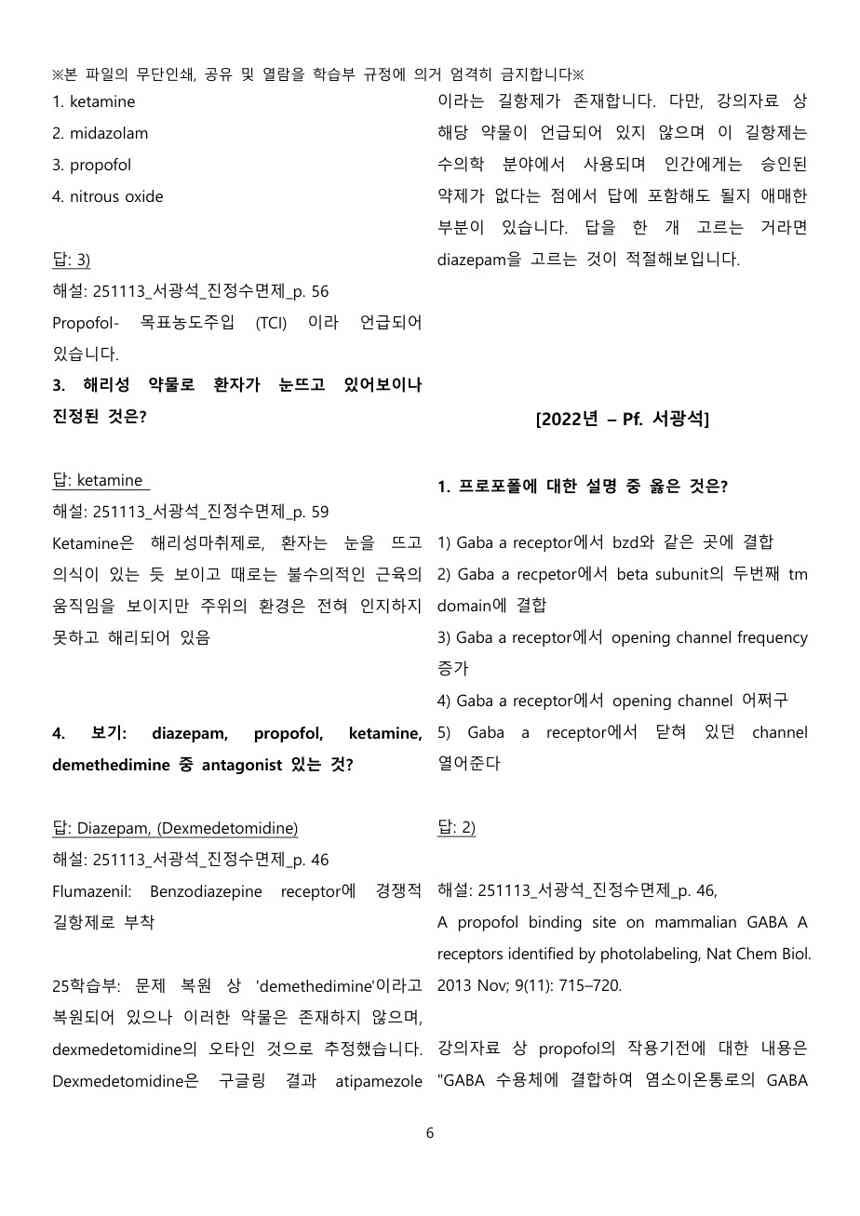 ※본 파일의 무단인쇄, 공유 및 열람을 학습부 규정에 의거 엄격히 금지합니다※
1. ketamine
2. midazolam
3. propofol
4. nitrous oxide
답: 3)
해설: 251113_서광석_진정수면제_p. 56
Propofol- 목표농도주입 (TCI) 이라 언급되어
있습니다.
3. 해리성 약물로 환자가 눈뜨고 있어보이나
진정된 것은?
답: ketamine
해설: 251113_서광석_진정수면제_p. 59
Ketamine은 해리성마취제로, 환자는 눈을 뜨고
의식이 있는 듯 보이고 때로는 불수의적인 근육의
움직임을 보이지만 주위의 환경은 전혀 인지하지
못하고 해리되어 있음
4. 보기: diazepam, propofol, ketamine,
demethedimine 중 antagonist 있는 것?
답: Diazepam, (Dexmedetomidine)
해설: 251113_서광석_진정수면제_p. 46
Flumazenil: Benzodiazepine receptor에 경쟁적
길항제로 부착
25학습부: 문제 복원 상 'demethedimine'이라고
복원되어 있으나 이러한 약물은 존재하지 않으며,
dexmedetomidine의 오타인 것으로 추정했습니다.
Dexmedetomidine은 구글링 결과 atipamezole
이라는 길항제가 존재합니다. 다만, 강의자료 상
해당 약물이 언급되어 있지 않으며 이 길항제는
수의학 분야에서 사용되며 인간에게는 승인된
약제가 없다는 점에서 답에 포함해도 될지 애매한
부분이 있습니다. 답을 한 개 고르는 거라면
diazepam을 고르는 것이 적절해보입니다.
[2022년 – Pf. 서광석]
1. 프로포폴에 대한 설명 중 옳은 것은?
1) Gaba a receptor에서 bzd와 같은 곳에 결합
2) Gaba a recpetor에서 beta subunit의 두번째 tm
domain에 결합
3) Gaba a receptor에서 opening channel frequency
증가
4) Gaba a receptor에서 opening channel 어쩌구
5) Gaba a receptor에서 닫혀 있던 channel
열어준다
답: 2)
해설: 251113_서광석_진정수면제_p. 46,
A propofol binding site on mammalian GABA A
receptors identified by photolabeling, Nat Chem Biol.
2013 Nov; 9(11): 715–720.
강의자료 상 propofol의 작용기전에 대한 내용은
"GABA 수용체에 결합하여 염소이온통로의 GABA
6